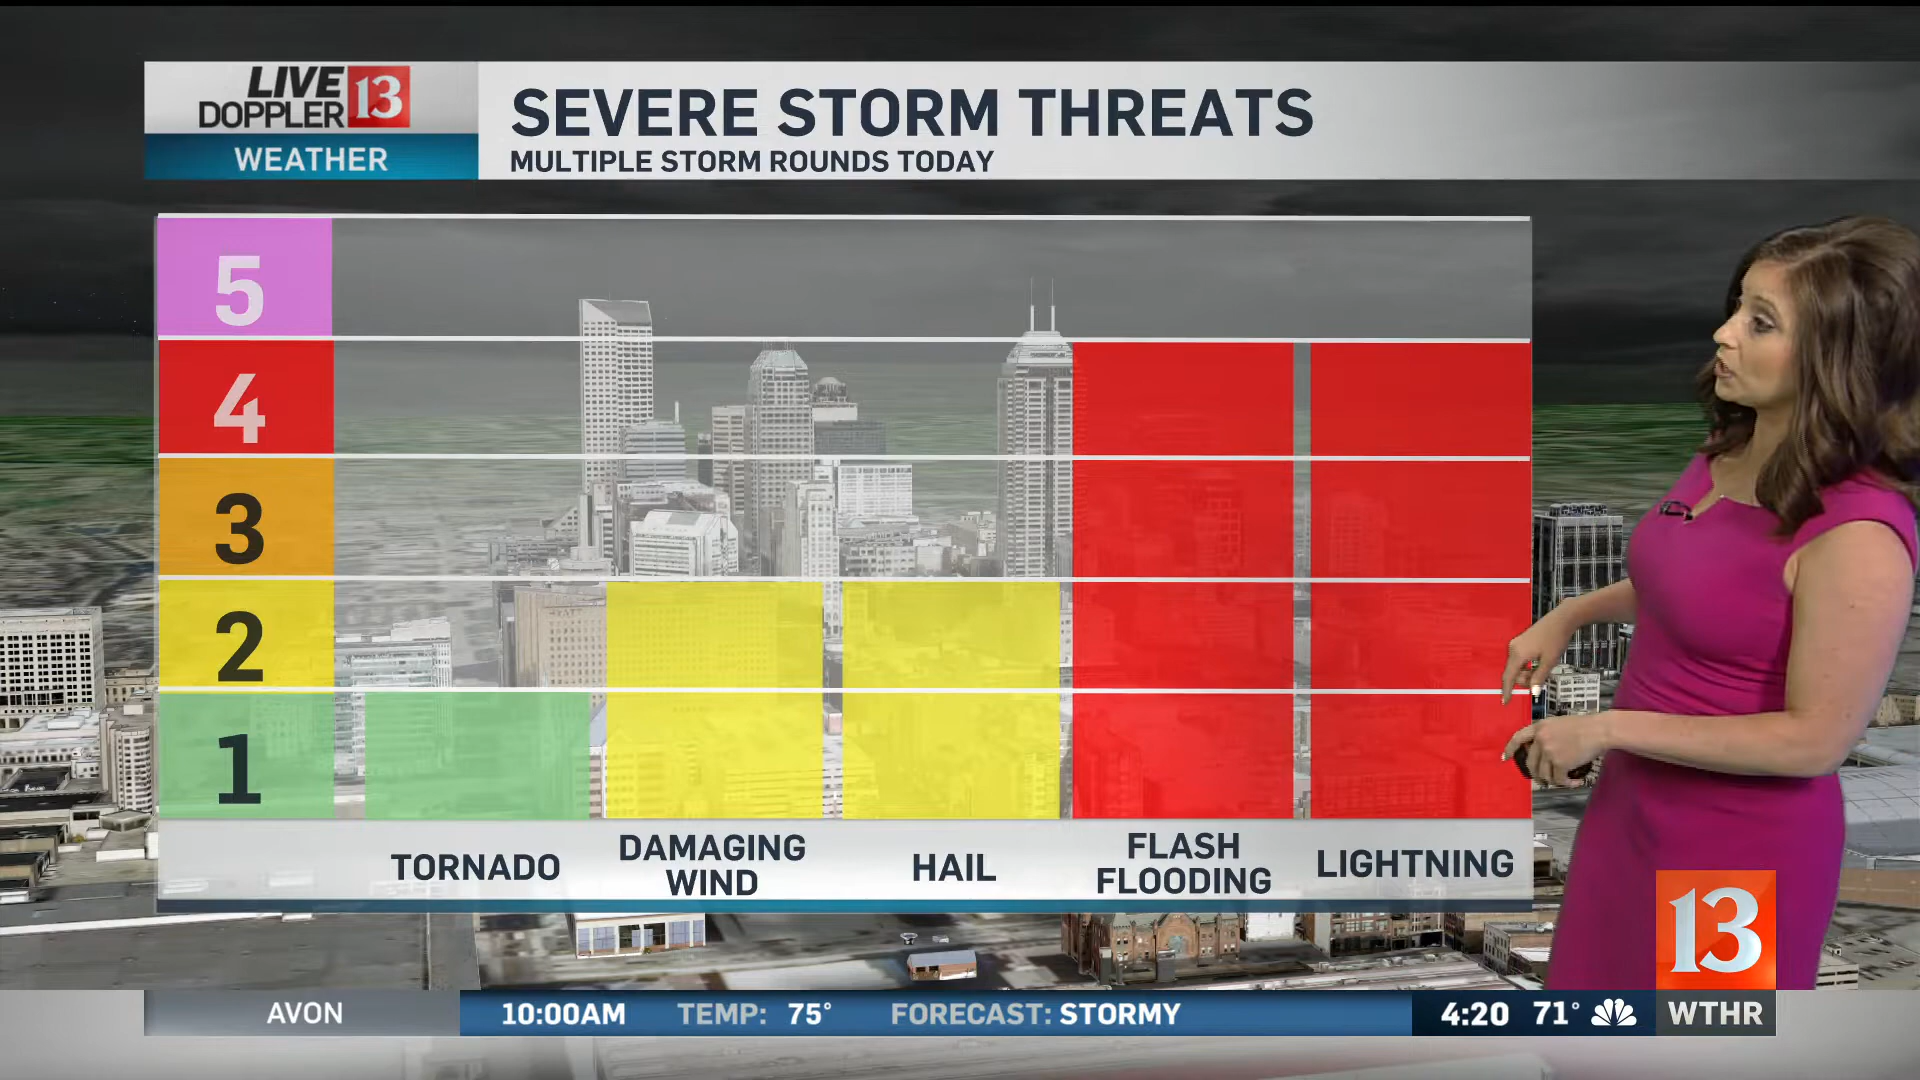 LIVE
DOPPLER 13
WEATHER
SEVERE STORM THREATS
MULTIPLE STORM ROUNDS TODAY
5
4
3
2
1
TORNADO
DAMAGING
WIND
HAIL
FLASH
FLOODING
LIGHTNING
13
AVON
10:00AM TEMP: 75° FORECAST: STORMY
4:20 71°
WTHR